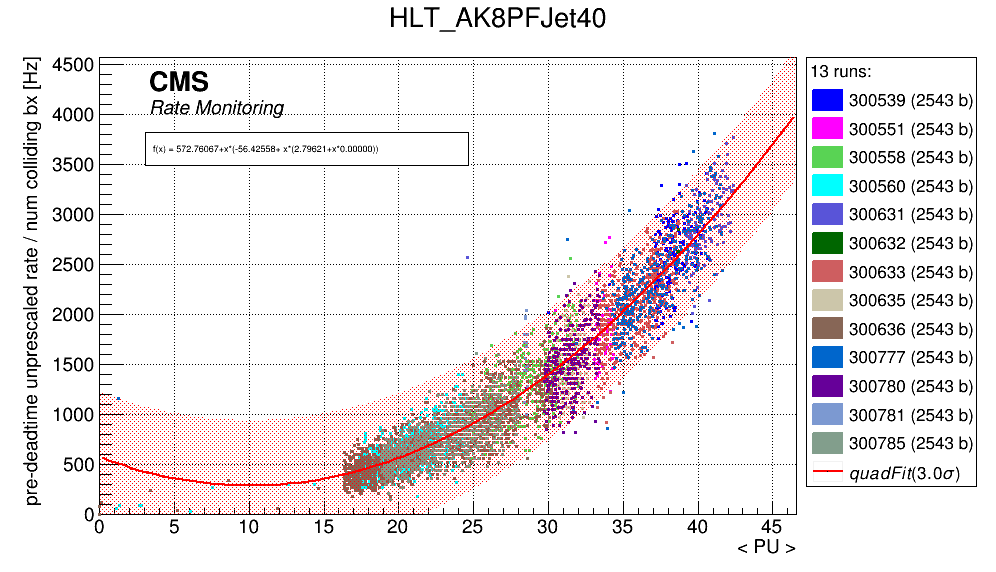 HLT_AK8PFJet40
pre-deadtime unprescaled rate / num colliding bx [Hz]
4500
4000
3500
3000
2500
2000
1500
1000
500
0
CMS
Rate Monitoring
f(x) = 572.76067+x*(-56.42558+ x*(2.79621+x*0.00000))
0 5 10 15 20 25 30 35 40 45
< PU >
13 runs:
300539 (2543 b)
300551 (2543 b)
300558 (2543 b)
300560 (2543 b)
300631 (2543 b)
300632 (2543 b)
300633 (2543 b)
300635 (2543 b)
300636 (2543 b)
300777 (2543 b)
300780 (2543 b)
300781 (2543 b)
300785 (2543 b)
quadFit(3.0σ)